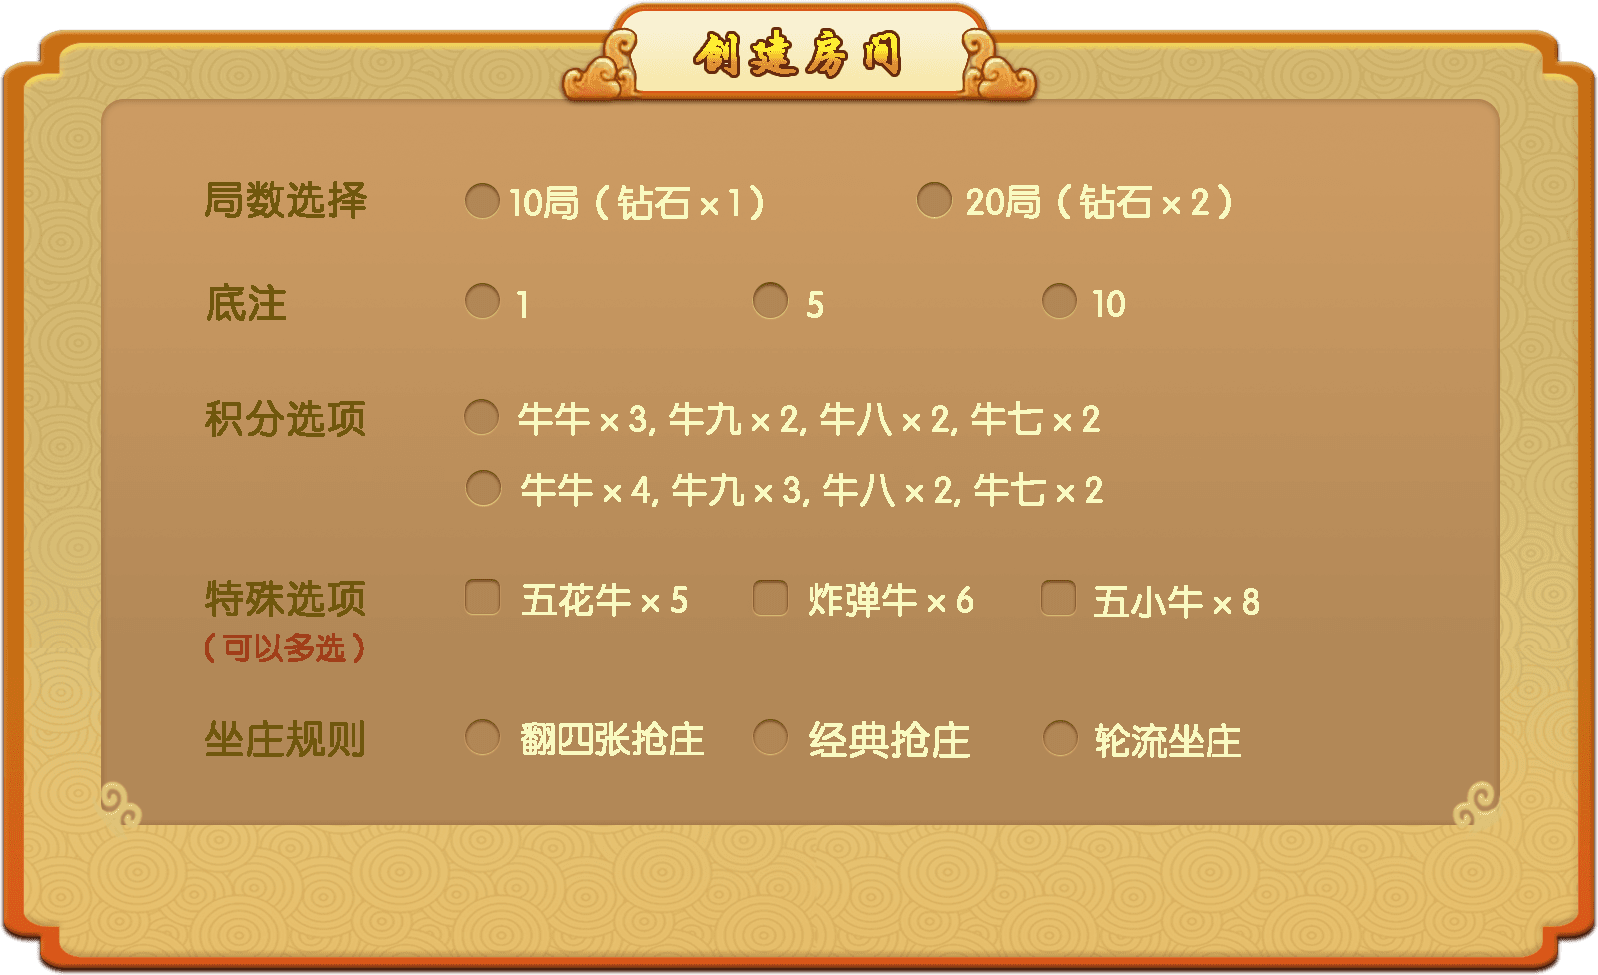 创建房间
局数选择 10局（钻石×1） 20局（钻石×2）
底注 1 5 10
积分选项 牛牛×3, 牛九×2, 牛八×2, 牛七×2
牛牛×4, 牛九×3, 牛八×2, 牛七×2
特殊选项 五花牛×5 炸弹牛×6 五小牛×8
（可以多选）
坐庄规则 翻四张抢庄 经典抢庄 轮流坐庄